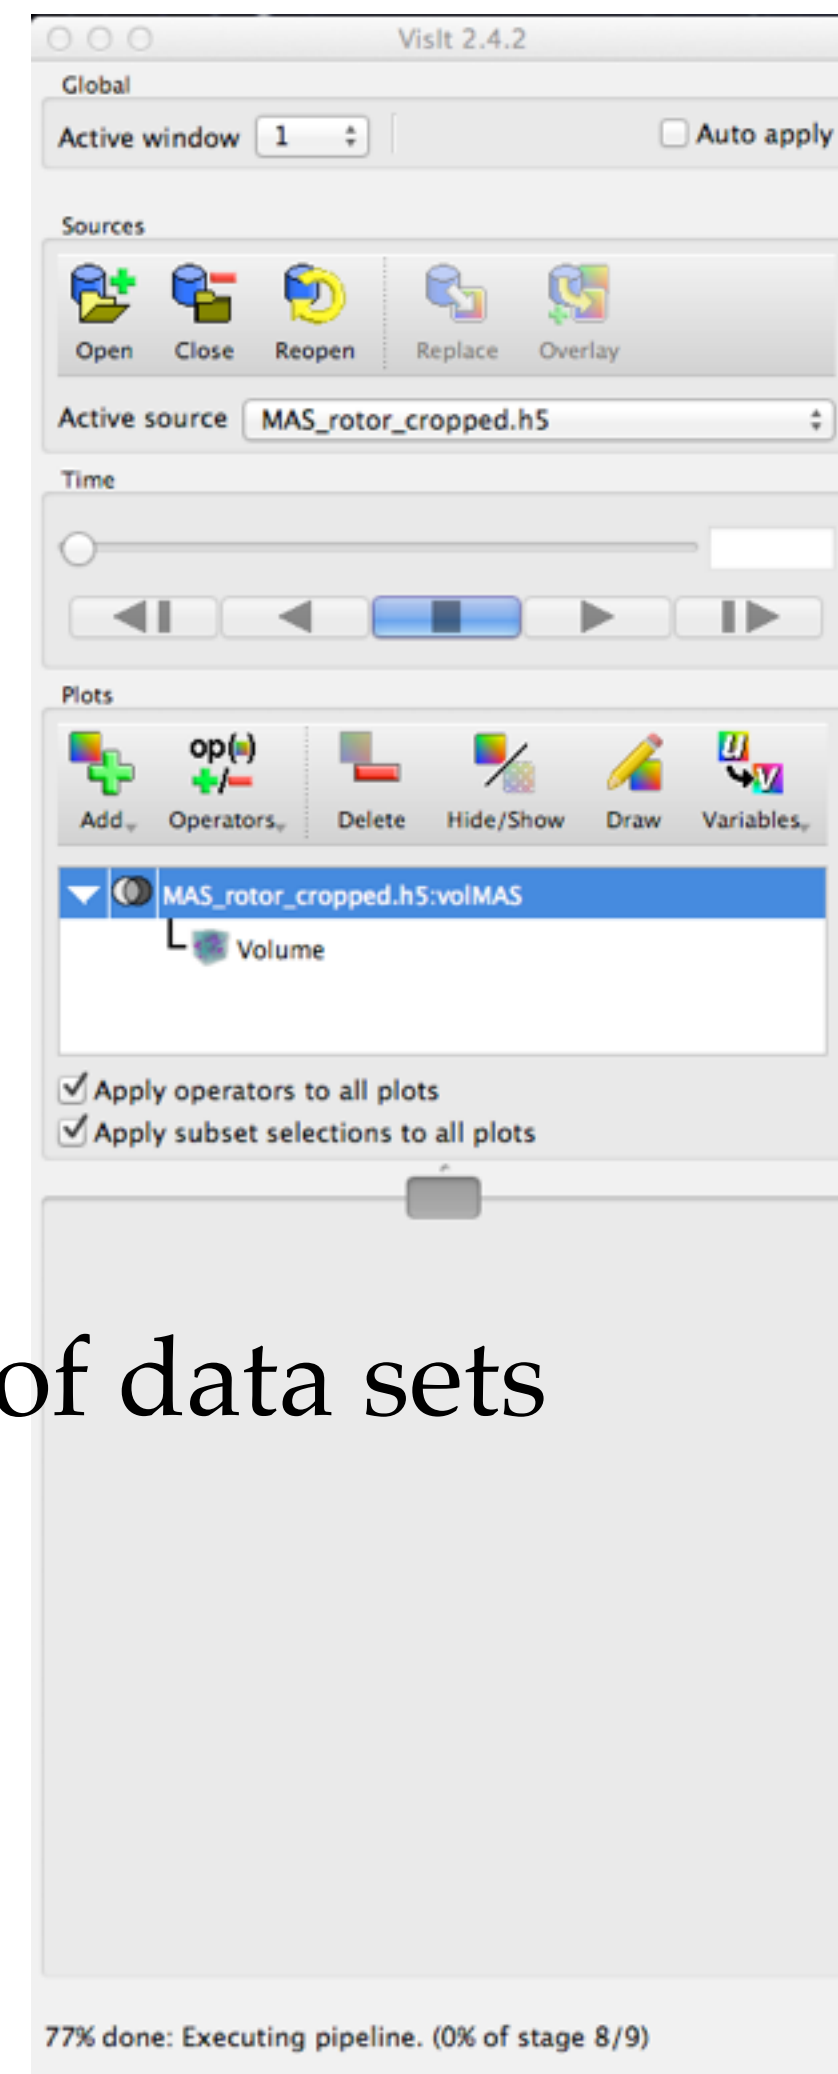 VisIt 2.4.2
Global
Active window 1 Auto apply
Sources
Open Close Reopen Replace Overlay
Active source MAS_rotor_cropped.h5
Time
Plots
op(▪)
+/-
u
v
Add Operators Delete Hide/Show Draw Variables
MAS_rotor_cropped.h5:volMAS
Volume
Apply operators to all plots
Apply subset selections to all plots
of data sets
77% done: Executing pipeline. (0% of stage 8/9)